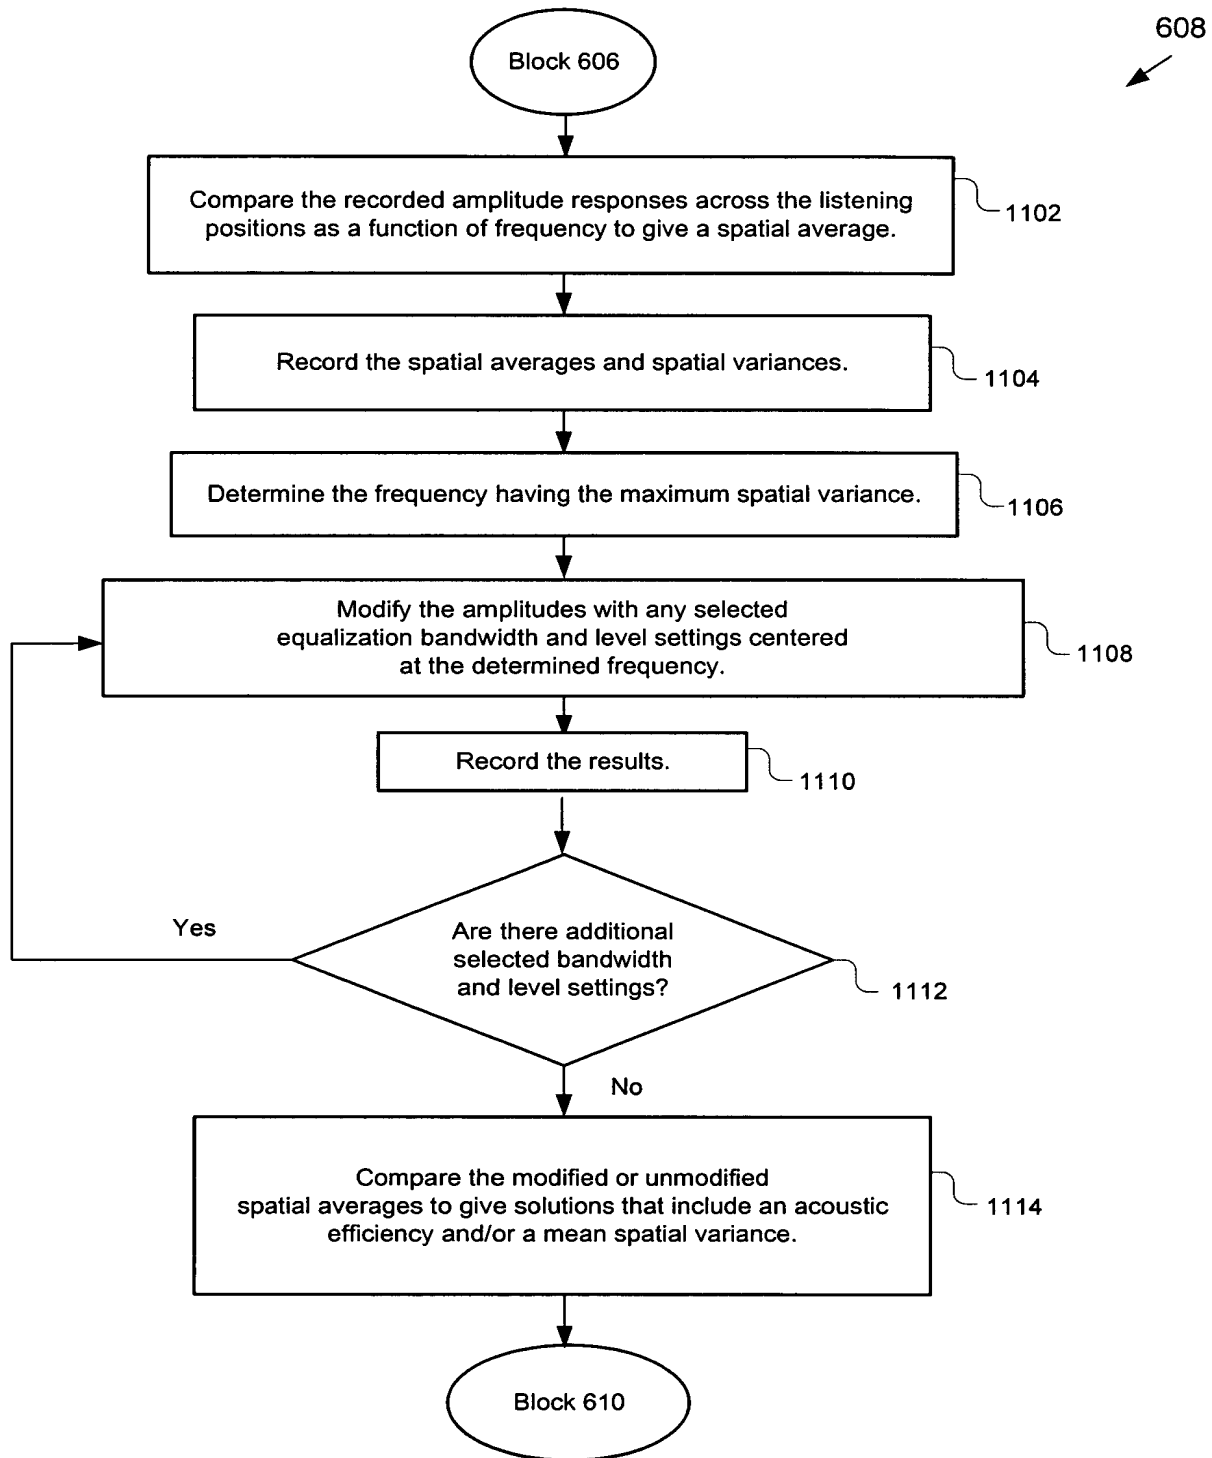 608
Block 606
Compare the recorded amplitude responses across the listening
positions as a function of frequency to give a spatial average.
1102
Record the spatial averages and spatial variances.
1104
Determine the frequency having the maximum spatial variance.
1106
Modify the amplitudes with any selected
equalization bandwidth and level settings centered
at the determined frequency.
1108
Record the results.
1110
Yes
Are there additional
selected bandwidth
and level settings?
1112
No
Compare the modified or unmodified
spatial averages to give solutions that include an acoustic
efficiency and/or a mean spatial variance.
1114
Block 610